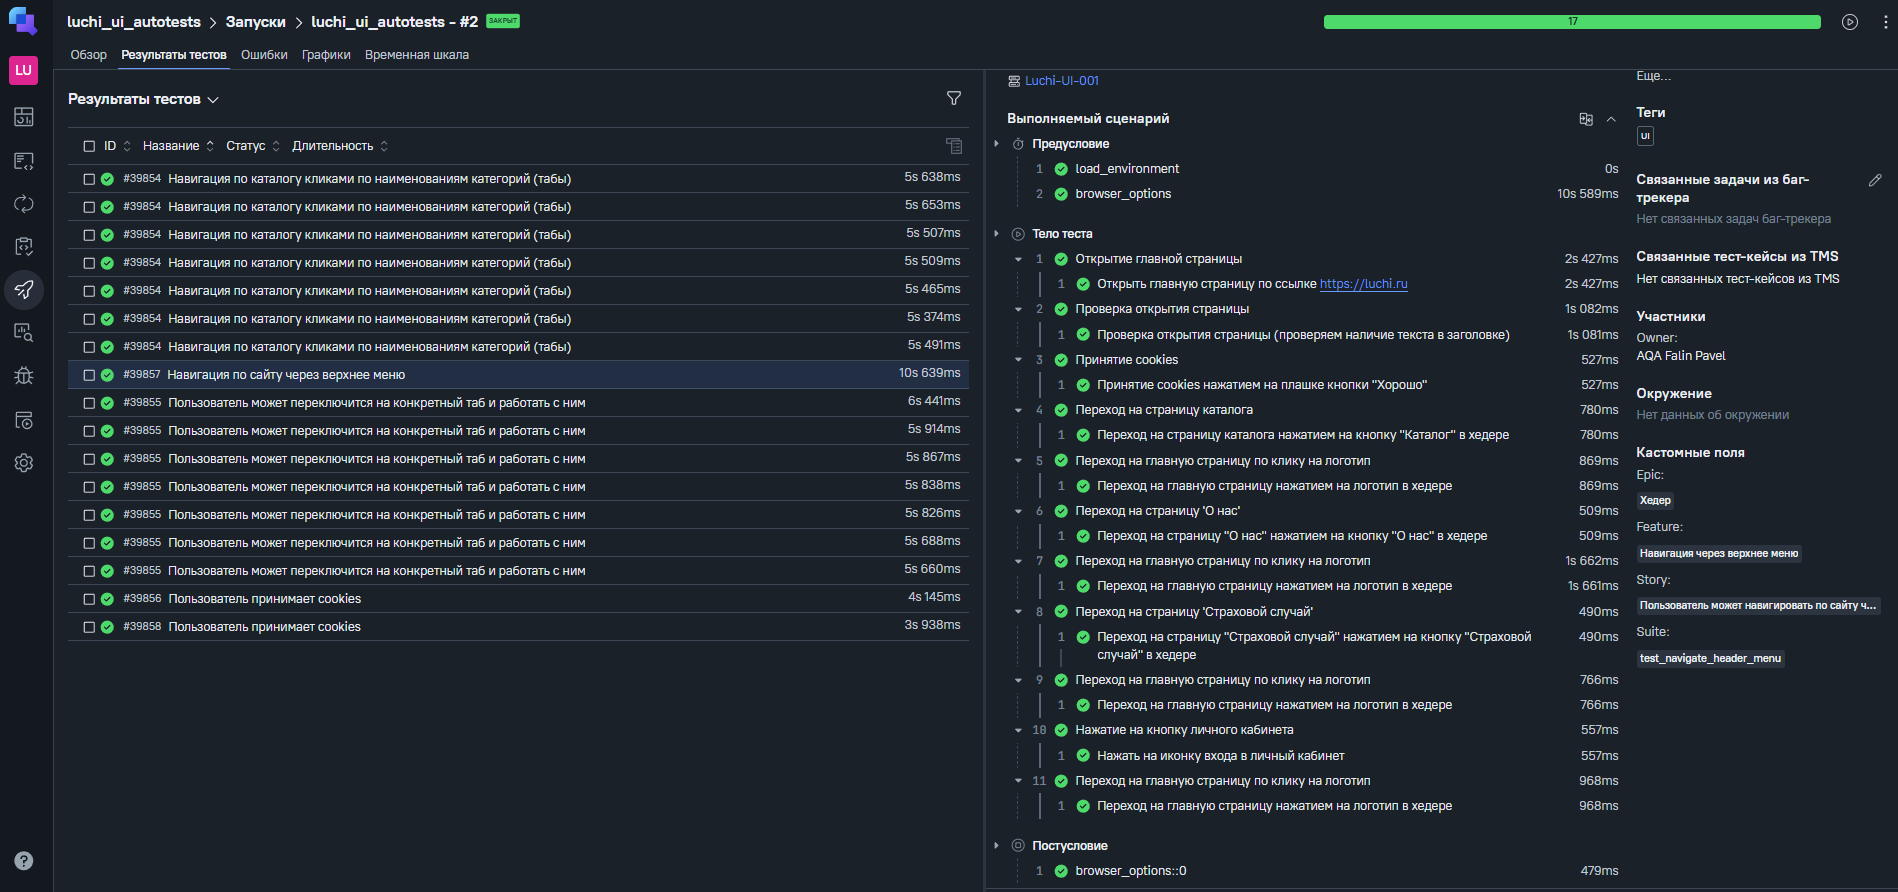 luchi_ui_autotests > Запуски > luchi_ui_autotests - #2 ЗАКРЫТ
17
Обзор Результаты тестов Ошибки Графики Временная шкала
LU
Результаты тестов
ID Название Статус Длительность
#39854 Навигация по каталогу кликами по наименованиям категорий (табы) 5s 638ms
#39854 Навигация по каталогу кликами по наименованиям категорий (табы) 5s 653ms
#39854 Навигация по каталогу кликами по наименованиям категорий (табы) 5s 507ms
#39854 Навигация по каталогу кликами по наименованиям категорий (табы) 5s 509ms
#39854 Навигация по каталогу кликами по наименованиям категорий (табы) 5s 465ms
#39854 Навигация по каталогу кликами по наименованиям категорий (табы) 5s 374ms
#39854 Навигация по каталогу кликами по наименованиям категорий (табы) 5s 491ms
#39857 Навигация по сайту через верхнее меню 10s 639ms
#39855 Пользователь может переключится на конкретный таб и работать с ним 6s 441ms
#39855 Пользователь может переключится на конкретный таб и работать с ним 5s 914ms
#39855 Пользователь может переключится на конкретный таб и работать с ним 5s 867ms
#39855 Пользователь может переключится на конкретный таб и работать с ним 5s 838ms
#39855 Пользователь может переключится на конкретный таб и работать с ним 5s 826ms
#39855 Пользователь может переключится на конкретный таб и работать с ним 5s 688ms
#39855 Пользователь может переключится на конкретный таб и работать с ним 5s 660ms
#39856 Пользователь принимает cookies 4s 145ms
#39858 Пользователь принимает cookies 3s 938ms
Luchi-UI-001
Выполняемый сценарий
Предусловие
1 load_environment 0s
2 browser_options 10s 589ms
Тело теста
1 Открытие главной страницы 2s 427ms
1 Открыть главную страницу по ссылке https://luchi.ru 2s 427ms
2 Проверка открытия страницы 1s 082ms
1 Проверка открытия страницы (проверяем наличие текста в заголовке) 1s 081ms
3 Принятие cookies 527ms
1 Принятие cookies нажатием на плашке кнопки "Хорошо" 527ms
4 Переход на страницу каталога 780ms
1 Переход на страницу каталога нажатием на кнопку "Каталог" в хедере 780ms
5 Переход на главную страницу по клику на логотип 869ms
1 Переход на главную страницу нажатием на логотип в хедере 869ms
6 Переход на страницу 'О нас' 509ms
1 Переход на страницу "О нас" нажатием на кнопку "О нас" в хедере 509ms
7 Переход на главную страницу по клику на логотип 1s 662ms
1 Переход на главную страницу нажатием на логотип в хедере 1s 661ms
8 Переход на страницу 'Страховой случай' 490ms
1 Переход на страницу "Страховой случай" нажатием на кнопку "Страховой 490ms
случай" в хедере
9 Переход на главную страницу по клику на логотип 766ms
1 Переход на главную страницу нажатием на логотип в хедере 766ms
10 Нажатие на кнопку личного кабинета 557ms
1 Нажать на иконку входа в личный кабинет 557ms
11 Переход на главную страницу по клику на логотип 968ms
1 Переход на главную страницу нажатием на логотип в хедере 968ms
Постусловие
1 browser_options::0 479ms
Еще...
Теги
UI
Связанные задачи из баг-
трекера
Нет связанных задач баг-трекера
Связанные тест-кейсы из TMS
Нет связанных тест-кейсов из TMS
Участники
Owner:
AQA Falin Pavel
Окружение
Нет данных об окружении
Кастомные поля
Epic:
Хедер
Feature:
Навигация через верхнее меню
Story:
Пользователь может навигировать по сайту ч...
Suite:
test_navigate_header_menu